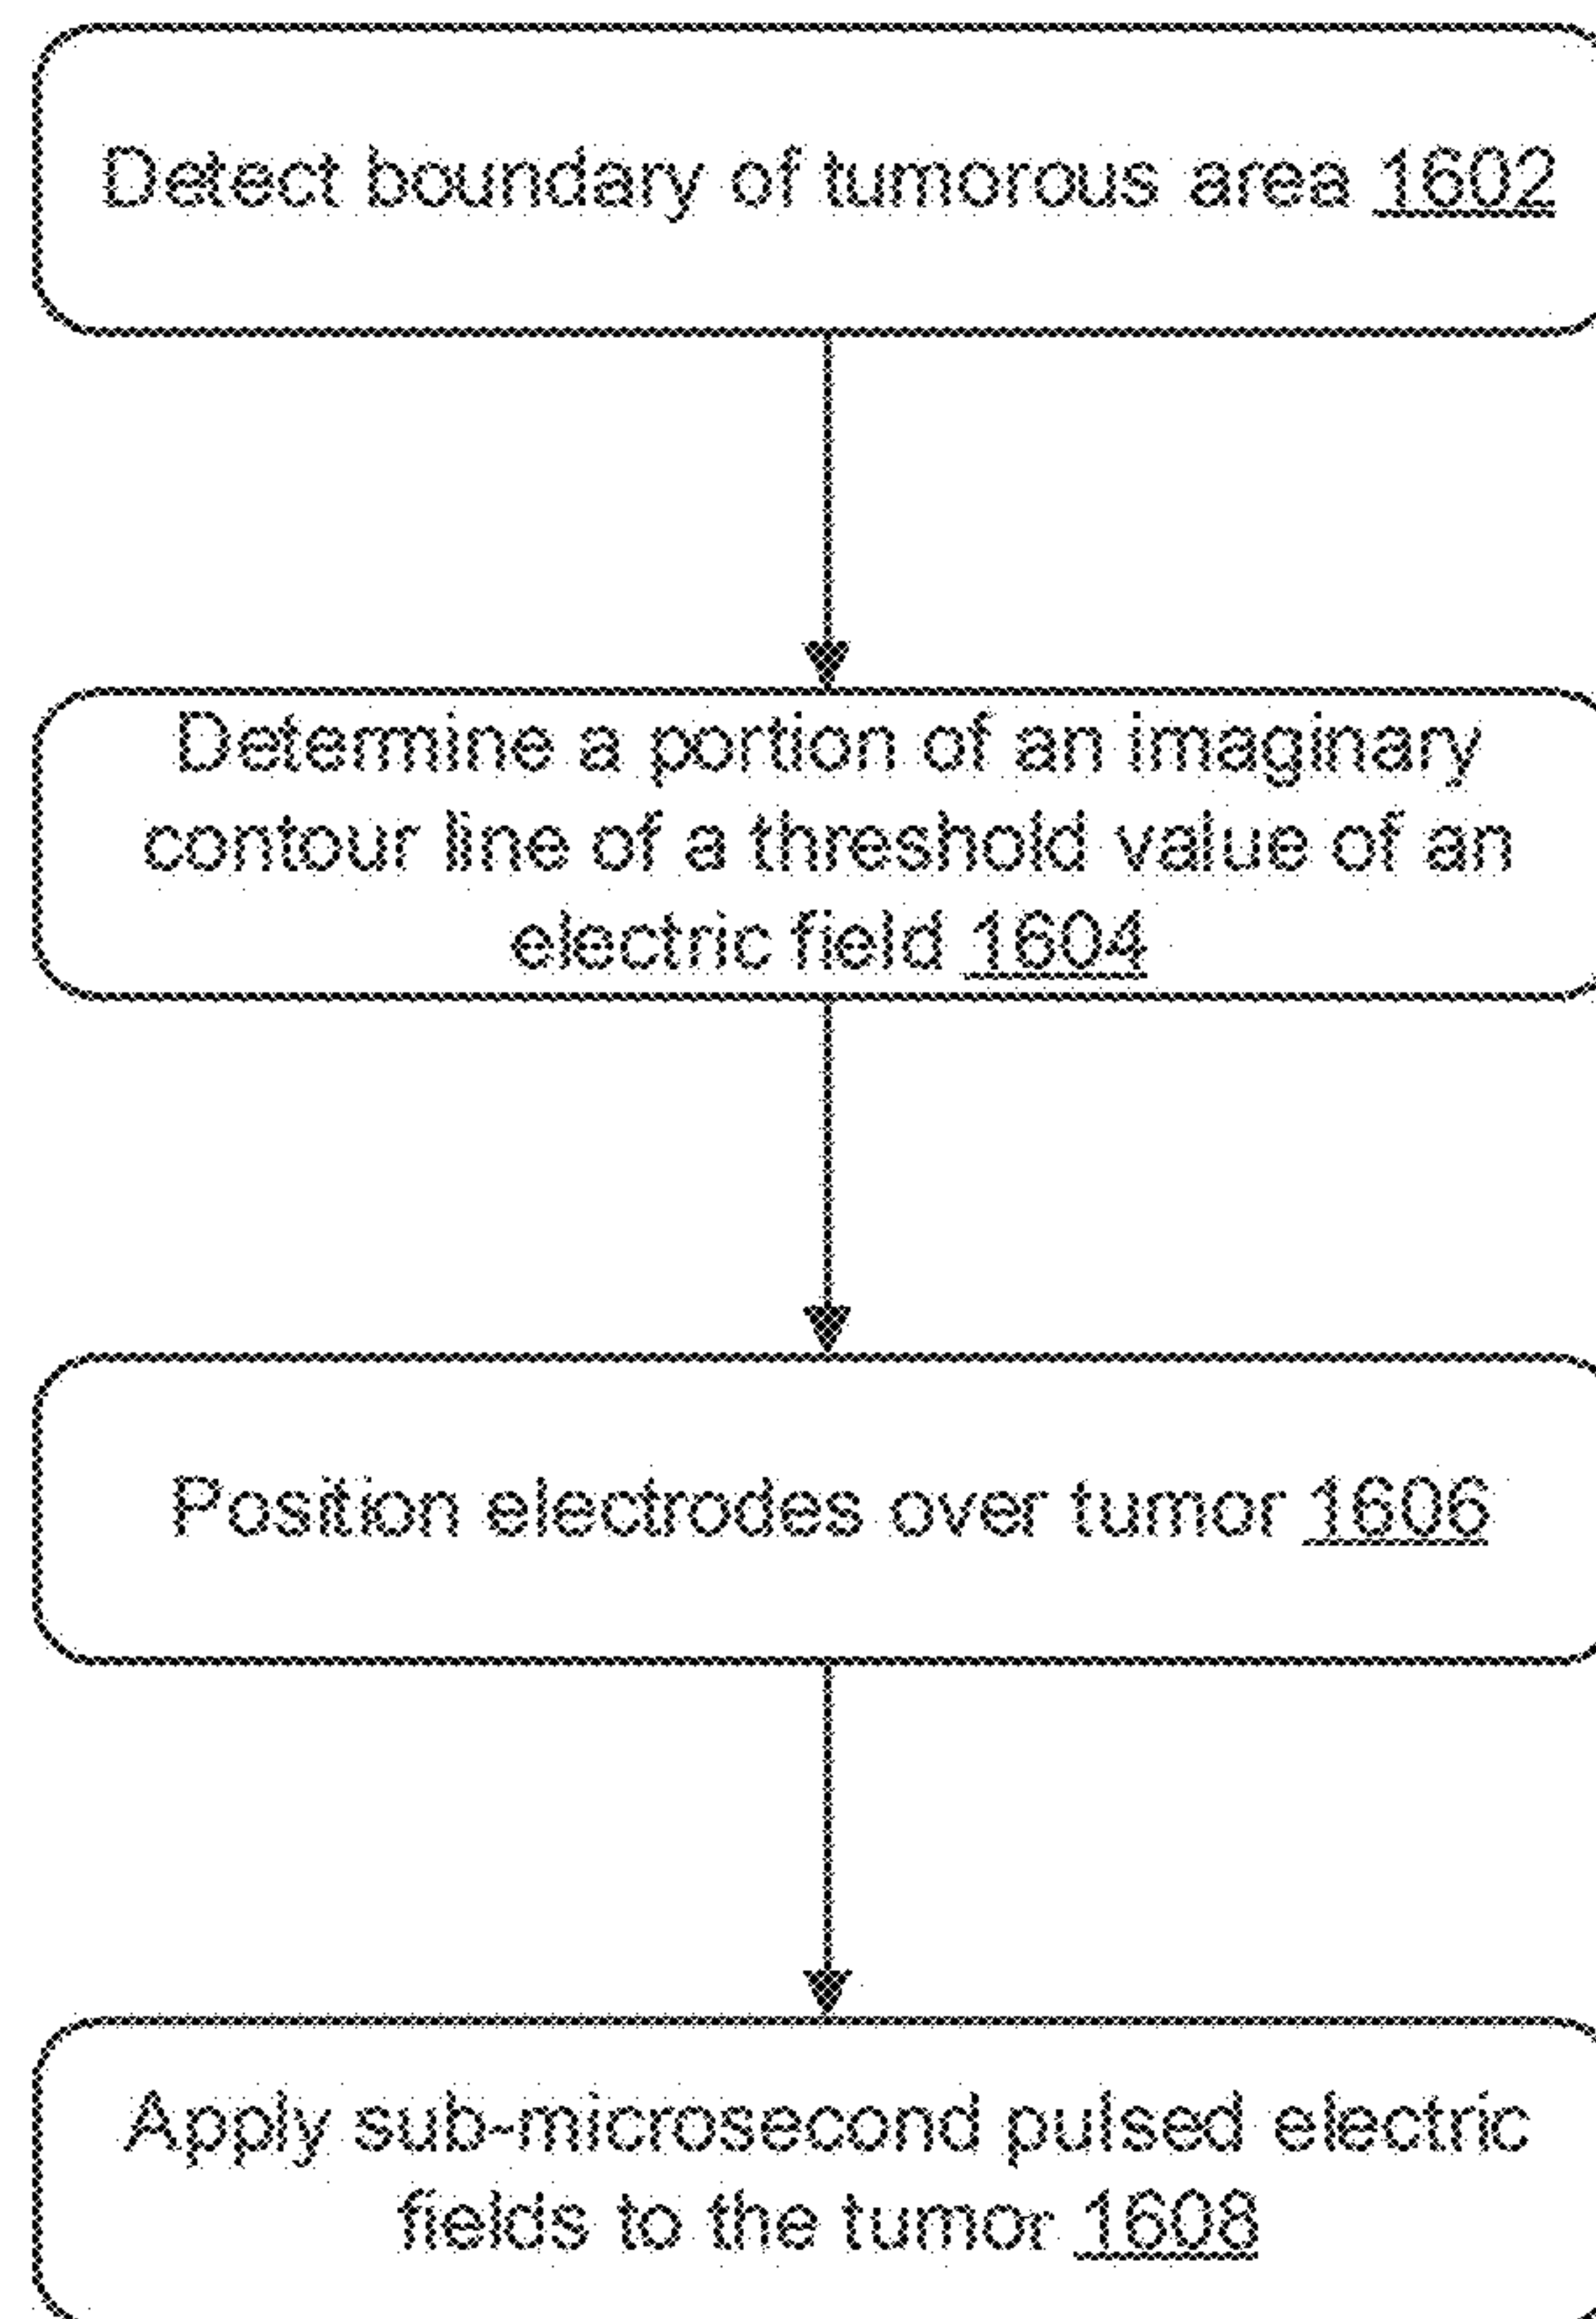 Detect boundary of tumorous area 1602
Determine a portion of an imaginary
contour line of a threshold value of an
electric field 1604
Position electrodes over tumor 1606
Apply sub-microsecond pulsed electric
fields to the tumor 1608